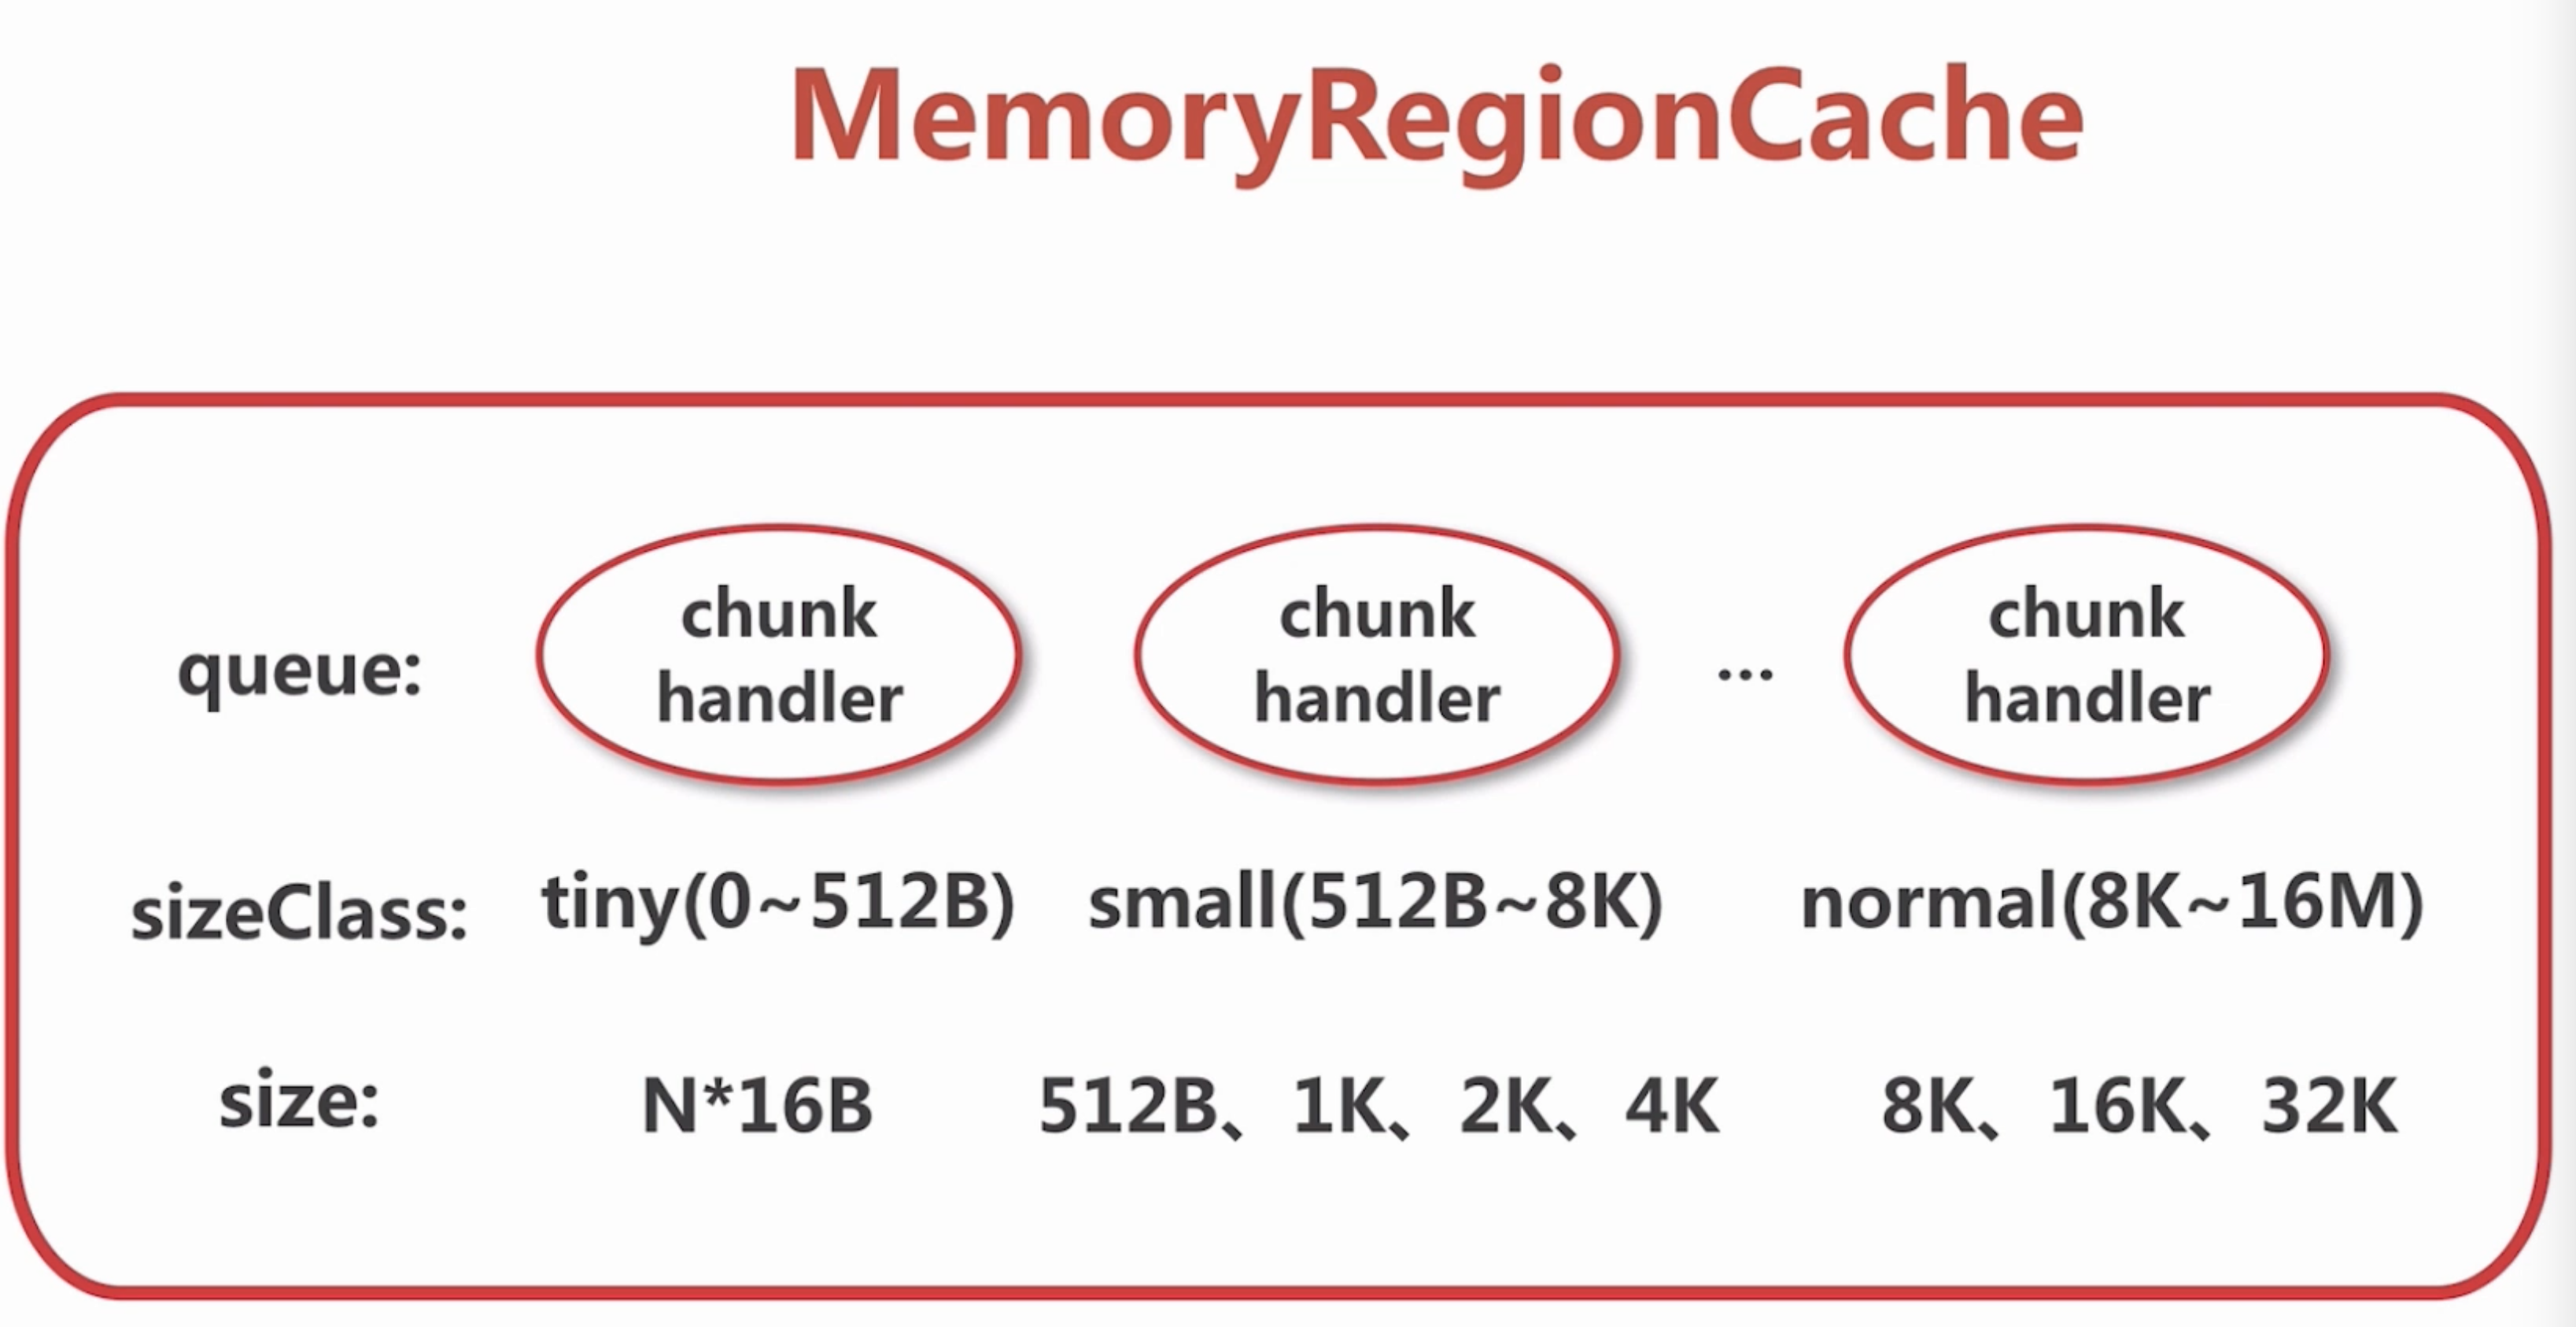 MemoryRegionCache
queue:
chunk
handler
chunk
handler
...
chunk
handler
sizeClass:
tiny(0~512B)
small(512B~8K)
normal(8K~16M)
size:
N*16B
512B、1K、2K、4K
8K、16K、32K